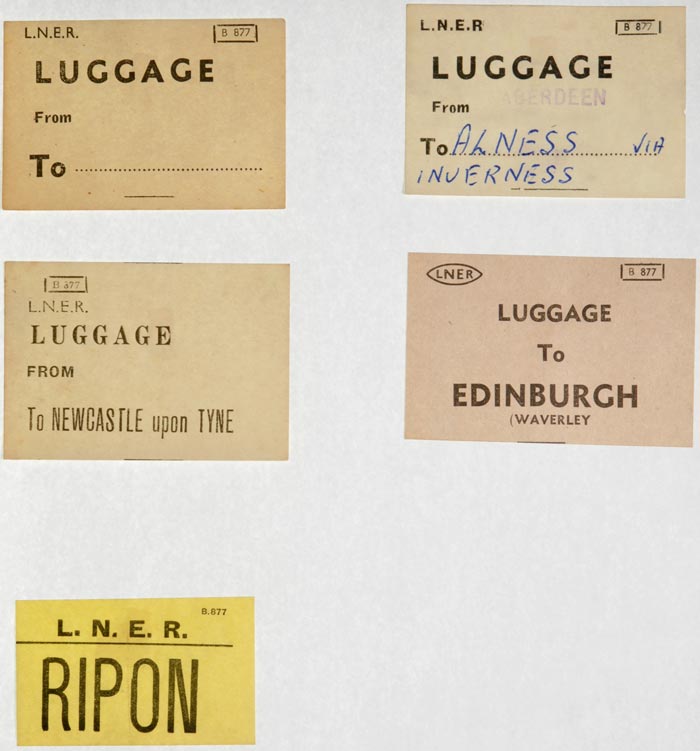 L.N.E.R. B 877
LUGGAGE
From
To
L.N.E.R B 877
LUGGAGE
From ABERDEEN
To ALNESS VIA
INVERNESS
B 877
L.N.E.R.
LUGGAGE
FROM
To NEWCASTLE upon TYNE
LNER B 877
LUGGAGE
To
EDINBURGH
(WAVERLEY
B.877
L. N. E. R.
RIPON